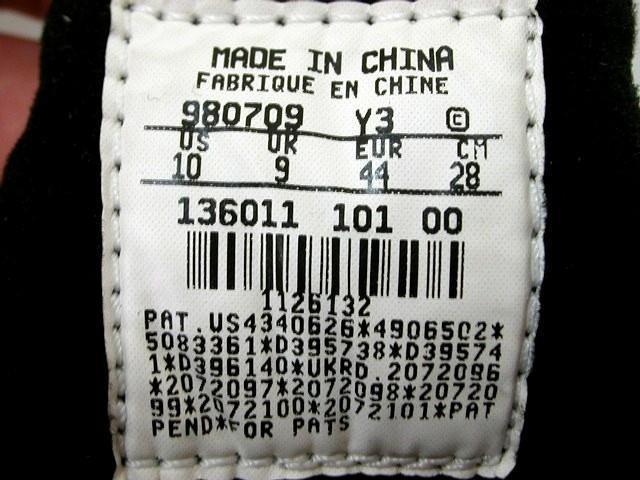 MADE IN CHINA
FABRIQUE EN CHINE
980709 Y3 ©
US UK EUR CM
10 9 44 28
136011 101 00
1126132
PAT.US4340626*4906502*
5083361*D395738*D39574
1*D396140*UKRD.2072096
*2072097*2072098*20720
99*2072100*2072101*PAT
PEND*FOR PATS